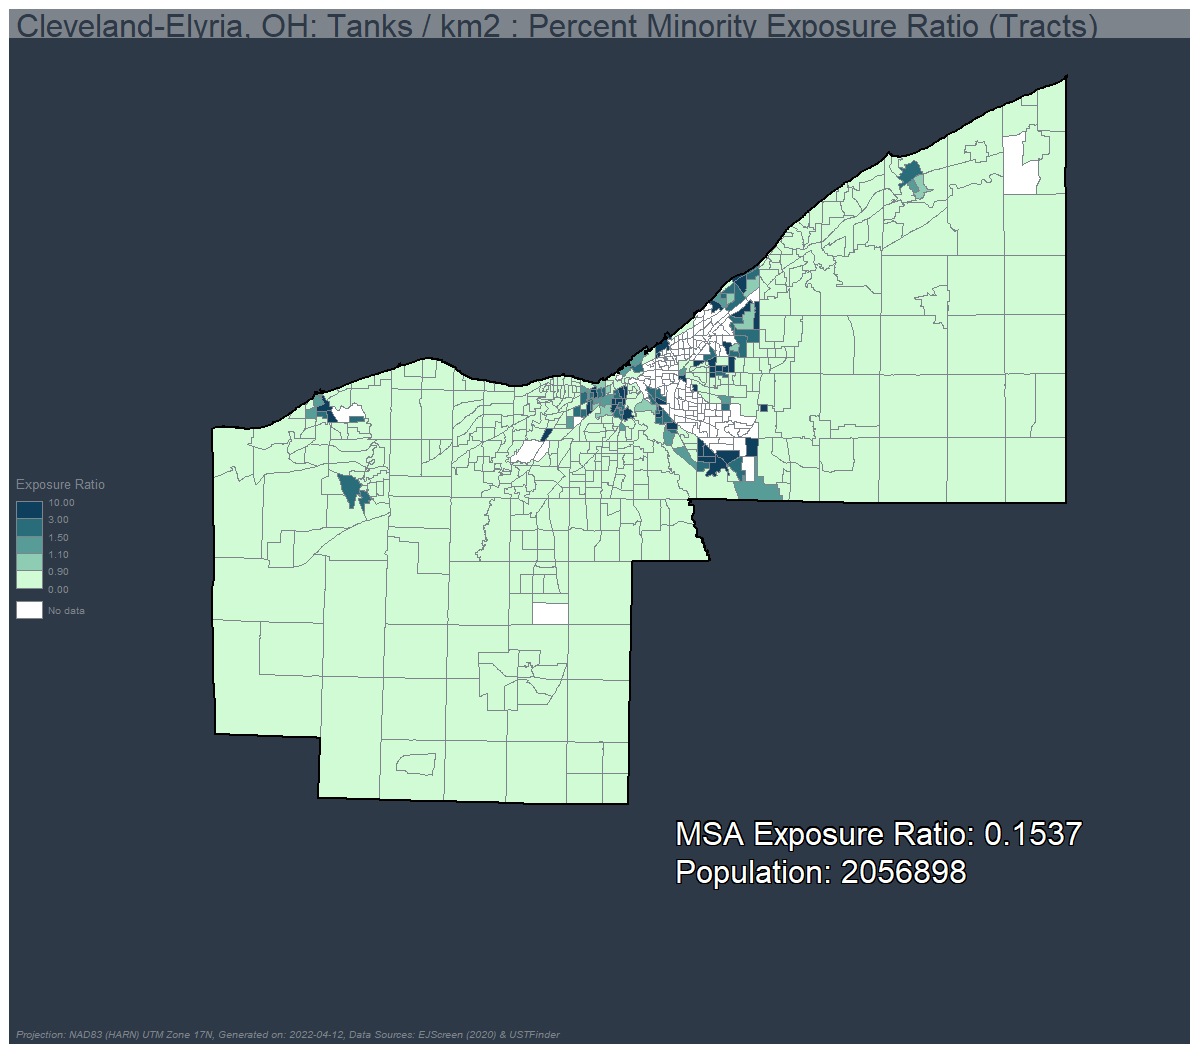 Cleveland-Elyria, OH: Tanks / km2 : Percent Minority Exposure Ratio (Tracts)
Exposure Ratio
10.00
3.00
1.50
1.10
0.90
0.00
No data
MSA Exposure Ratio: 0.1537
Population: 2056898
Projection: NAD83 (HARN) UTM Zone 17N, Generated on: 2022-04-12, Data Sources: EJScreen (2020) & USTFinder